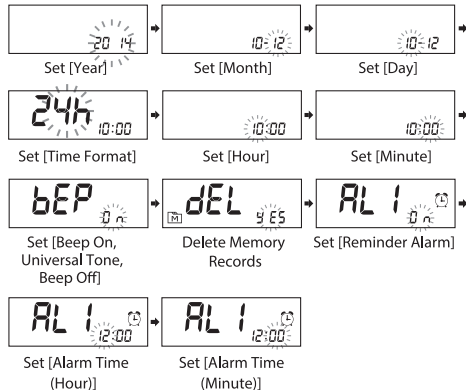 20 14
10-12
10-12
Set [Year]
Set [Month]
Set [Day]
24h 10:00
10:00
10:00
Set [Time Format]
Set [Hour]
Set [Minute]
bEP On
M dEL YES
AL 1 On
Set [Beep On,
Universal Tone,
Beep Off]
Delete Memory
Records
Set [Reminder Alarm]
AL 1 12:00
AL 1 12:00
Set [Alarm Time
(Hour)]
Set [Alarm Time
(Minute)]